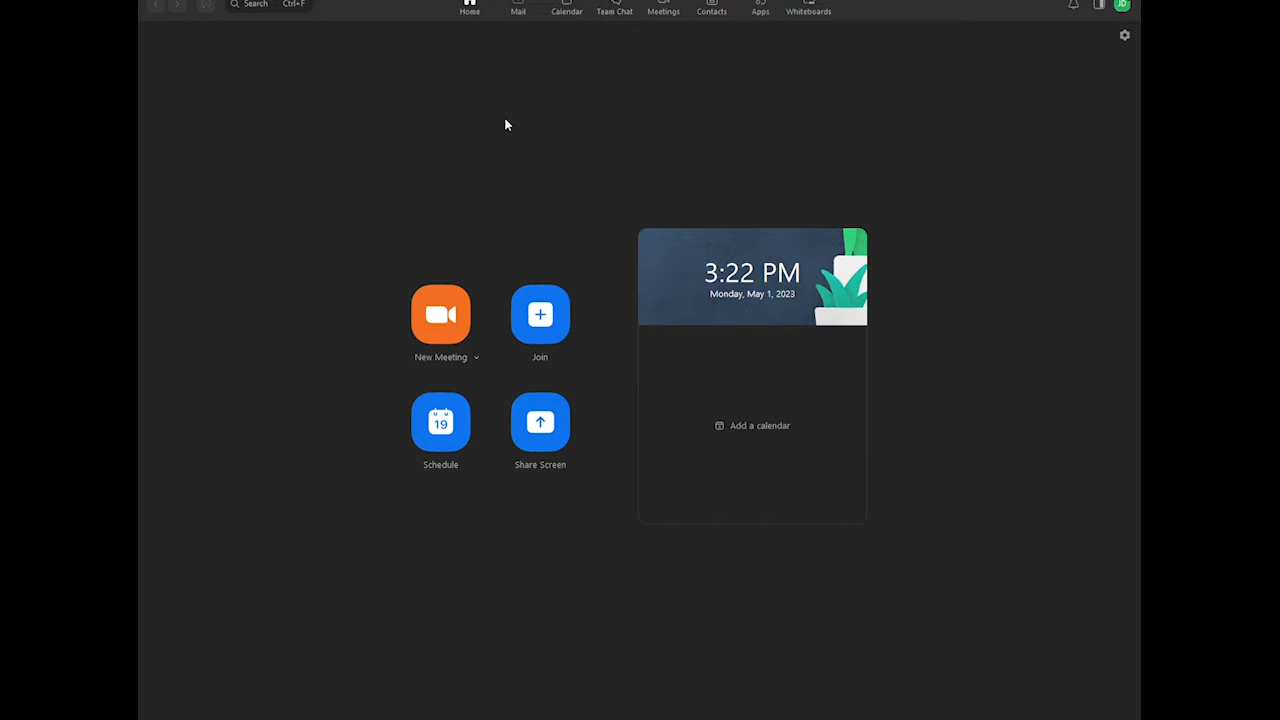 Search Ctrl+F
Home Mail Calendar Team Chat Meetings Contacts Apps Whiteboards
JD
3:22 PM
Monday, May 1, 2023
New Meeting
Join
19
Schedule
Share Screen
Add a calendar